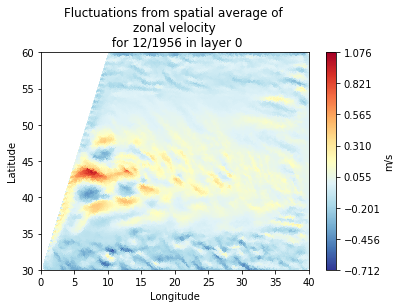 Fluctuations from spatial average of
zonal velocity
for 12/1956 in layer 0
60
55
50
45
40
35
30
Latitude
0 5 10 15 20 25 30 35 40
Longitude
1.076
0.821
0.565
0.310
0.055
−0.201
−0.456
−0.712
m/s